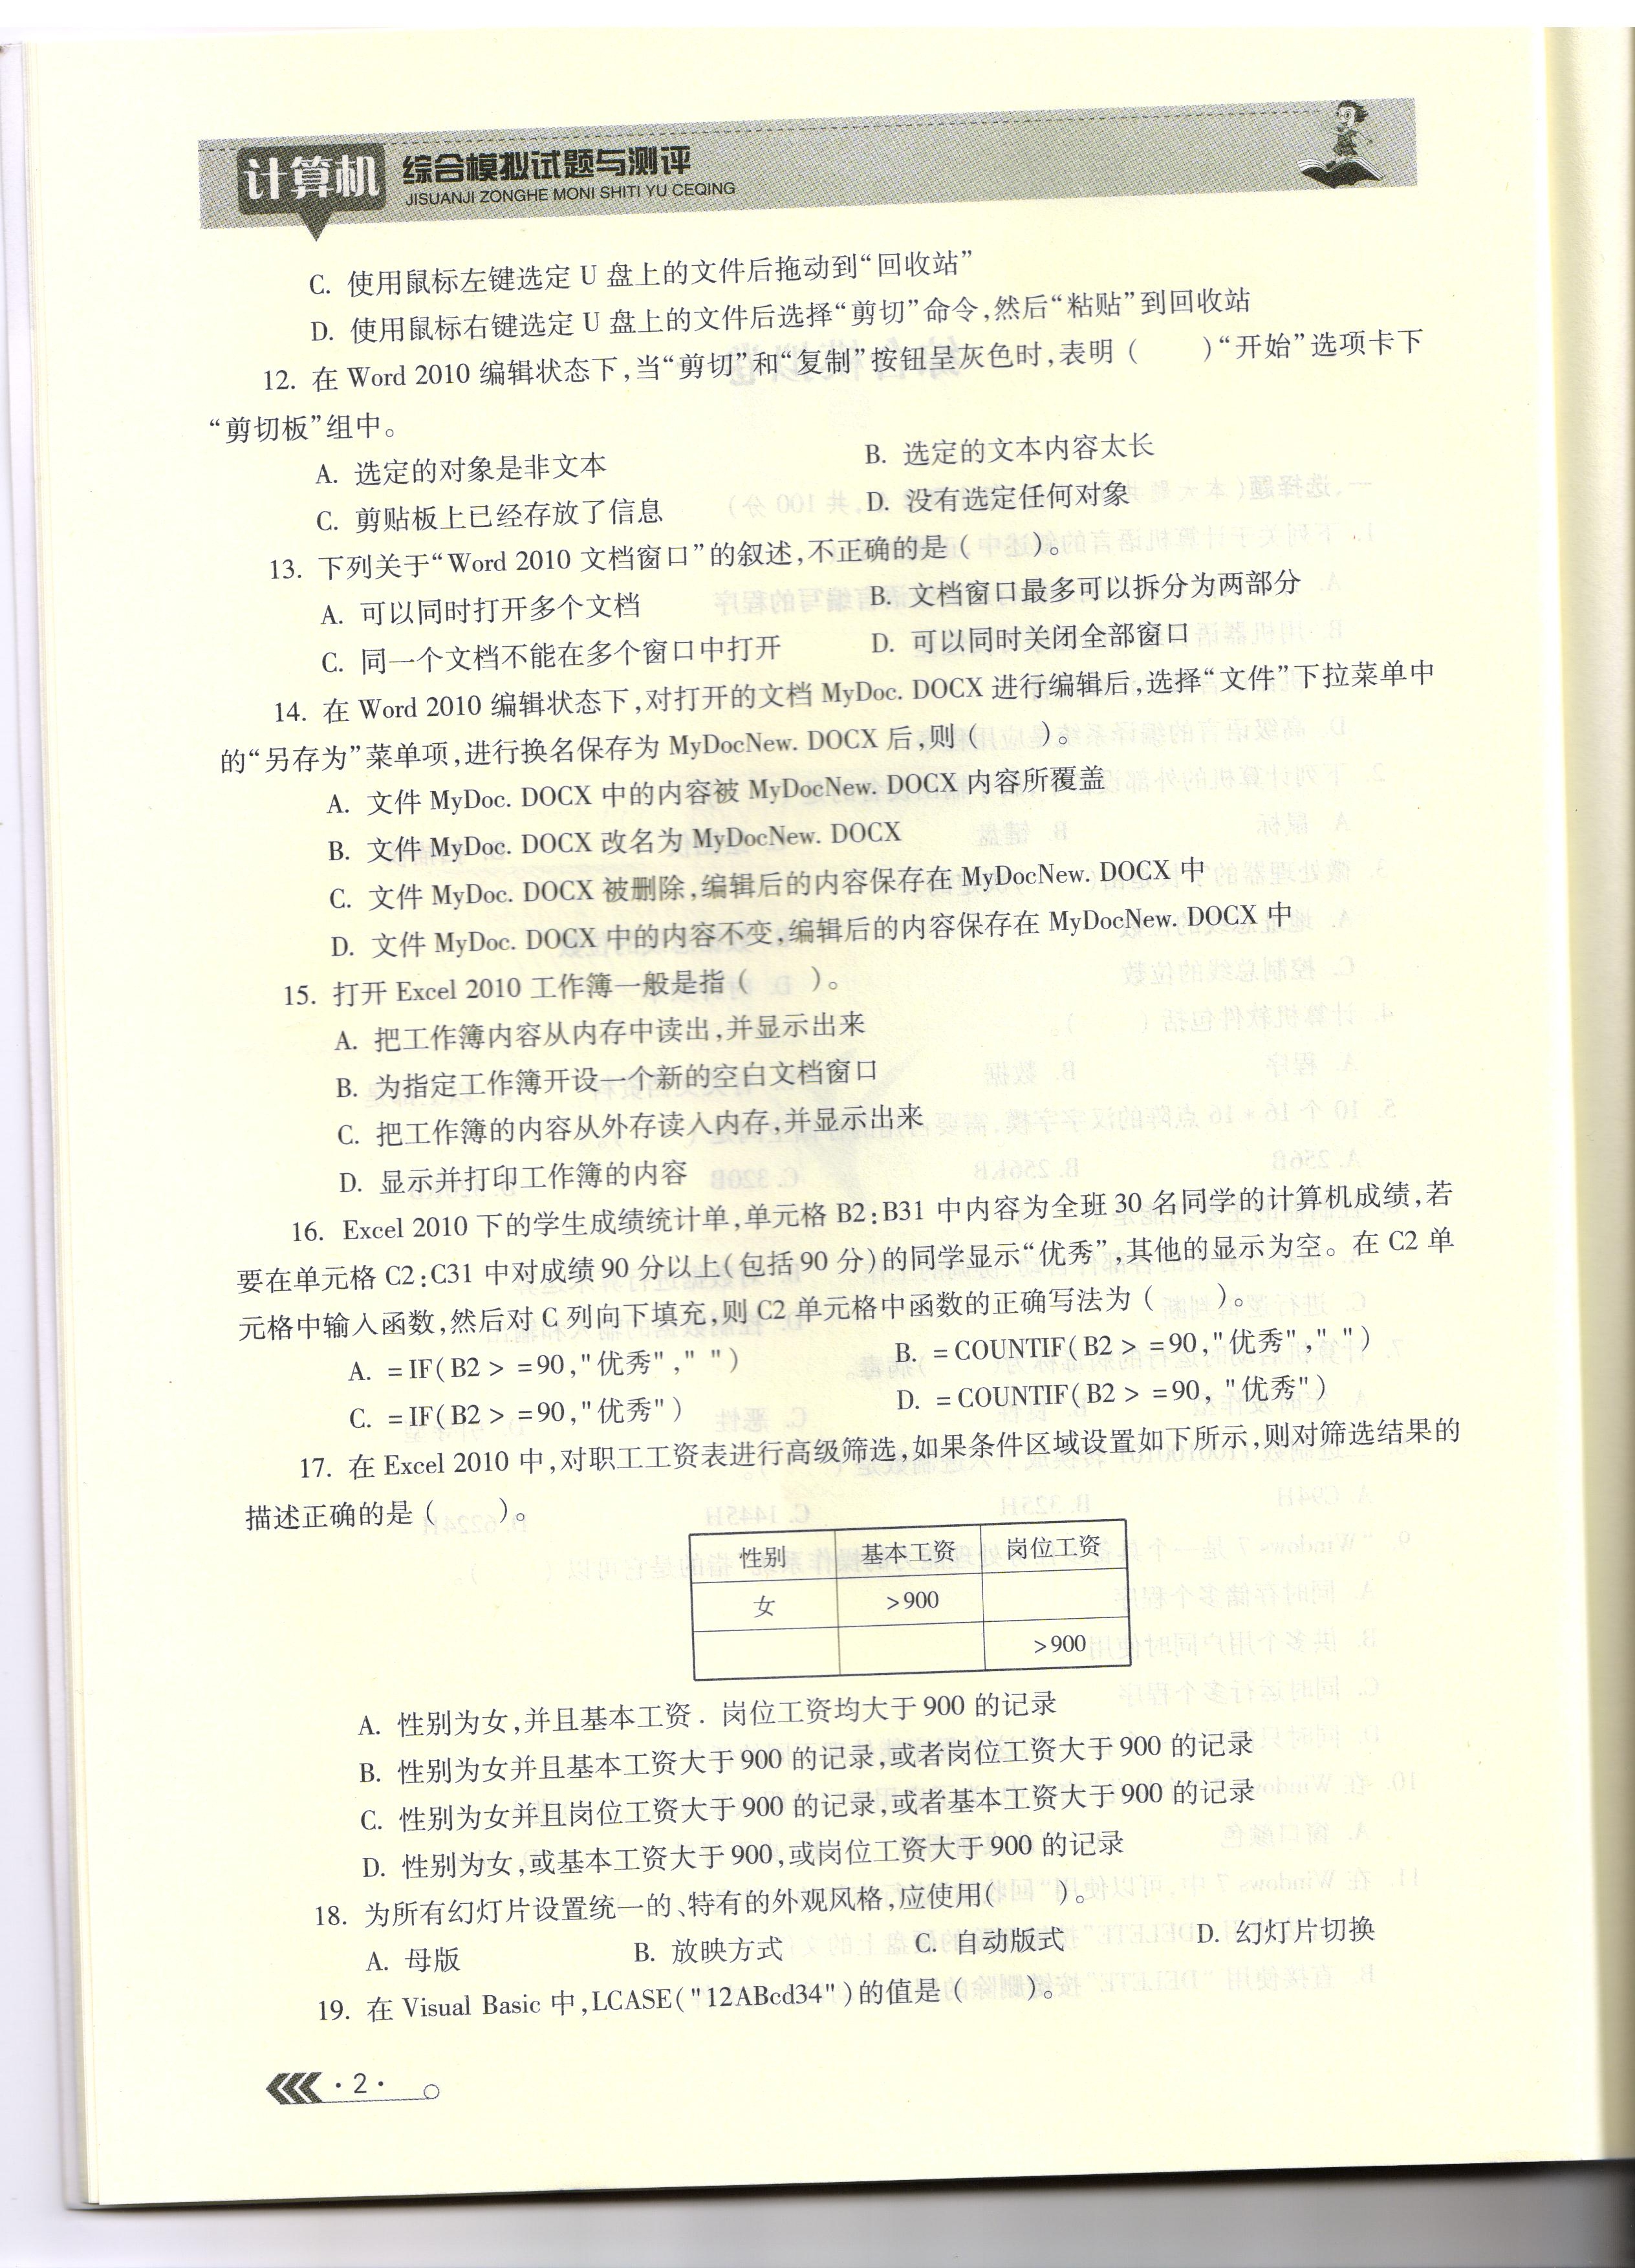 计算机 综合模拟试题与测评
JISUANJI ZONGHE MONI SHITI YU CEQING
C. 使用鼠标左键选定 U 盘上的文件后拖动到“回收站”
D. 使用鼠标右键选定 U 盘上的文件后选择“剪切”命令,然后“粘贴”到回收站
12. 在 Word 2010 编辑状态下,当“剪切”和“复制”按钮呈灰色时,表明 (　　)“开始”选项卡下
“剪切板”组中。
A. 选定的对象是非文本　　B. 选定的文本内容太长
C. 剪贴板上已经存放了信息　　D. 没有选定任何对象
13. 下列关于“Word 2010 文档窗口”的叙述,不正确的是 (　　)。
A. 可以同时打开多个文档　　B. 文档窗口最多可以拆分为两部分
C. 同一个文档不能在多个窗口中打开　　D. 可以同时关闭全部窗口
14. 在 Word 2010 编辑状态下,对打开的文档 MyDoc. DOCX 进行编辑后,选择“文件”下拉菜单中
的“另存为”菜单项,进行换名保存为 MyDocNew. DOCX 后,则 (　　)。
A. 文件 MyDoc. DOCX 中的内容被 MyDocNew. DOCX 内容所覆盖
B. 文件 MyDoc. DOCX 改名为 MyDocNew. DOCX
C. 文件 MyDoc. DOCX 被删除,编辑后的内容保存在 MyDocNew. DOCX 中
D. 文件 MyDoc. DOCX 中的内容不变,编辑后的内容保存在 MyDocNew. DOCX 中
15. 打开 Excel 2010 工作簿一般是指 (　　)。
A. 把工作簿内容从内存中读出,并显示出来
B. 为指定工作簿开设一个新的空白文档窗口
C. 把工作簿的内容从外存读入内存,并显示出来
D. 显示并打印工作簿的内容
16. Excel 2010 下的学生成绩统计单,单元格 B2:B31 中内容为全班 30 名同学的计算机成绩,若
要在单元格 C2:C31 中对成绩 90 分以上(包括 90 分)的同学显示“优秀”,其他的显示为空。在 C2 单
元格中输入函数,然后对 C 列向下填充,则 C2 单元格中函数的正确写法为 (　　)。
A. =IF(B2 > =90,"优秀"," ")　　B. =COUNTIF(B2 > =90,"优秀"," ")
C. =IF(B2 > =90,"优秀")　　D. =COUNTIF(B2 > =90, "优秀")
17. 在 Excel 2010 中,对职工工资表进行高级筛选,如果条件区域设置如下所示,则对筛选结果的
描述正确的是 (　　)。
性别　基本工资　岗位工资
女　>900
>900
A. 性别为女,并且基本工资. 岗位工资均大于 900 的记录
B. 性别为女并且基本工资大于 900 的记录,或者岗位工资大于 900 的记录
C. 性别为女并且岗位工资大于 900 的记录,或者基本工资大于 900 的记录
D. 性别为女,或基本工资大于 900,或岗位工资大于 900 的记录
18. 为所有幻灯片设置统一的、特有的外观风格,应使用(　　)。
A. 母版　　B. 放映方式　　C. 自动版式　　D. 幻灯片切换
19. 在 Visual Basic 中,LCASE("12ABcd34")的值是 (　　)。
· 2 ·